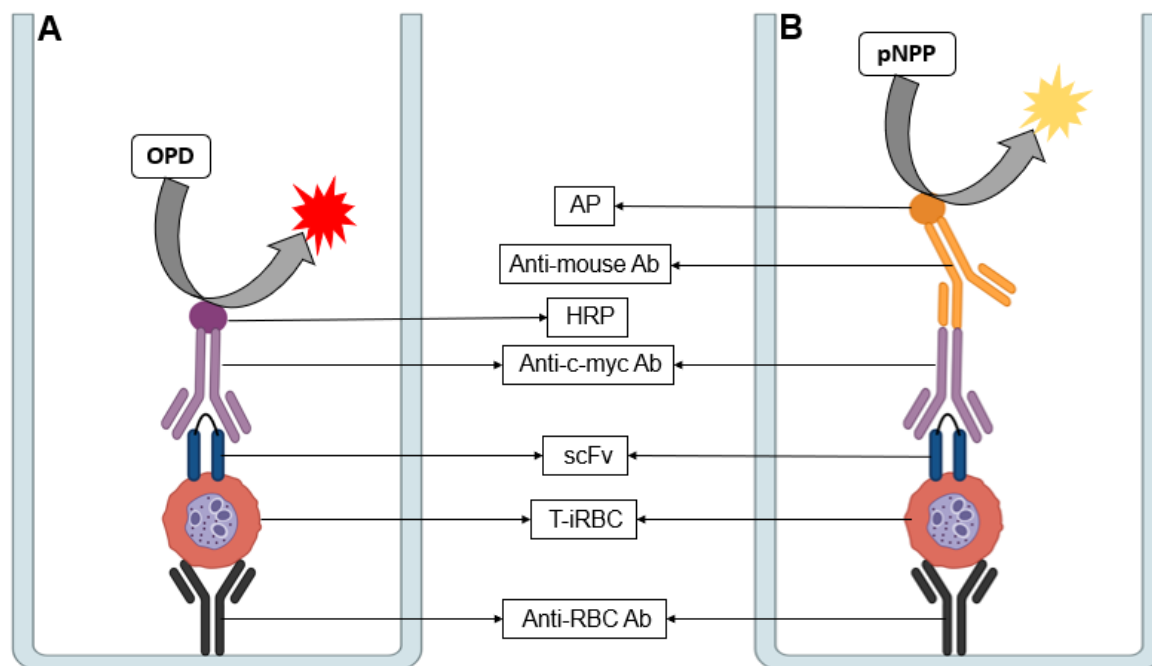 A
B
pNPP
OPD
AP
Anti-mouse Ab
HRP
Anti-c-myc Ab
scFv
T-iRBC
Anti-RBC Ab